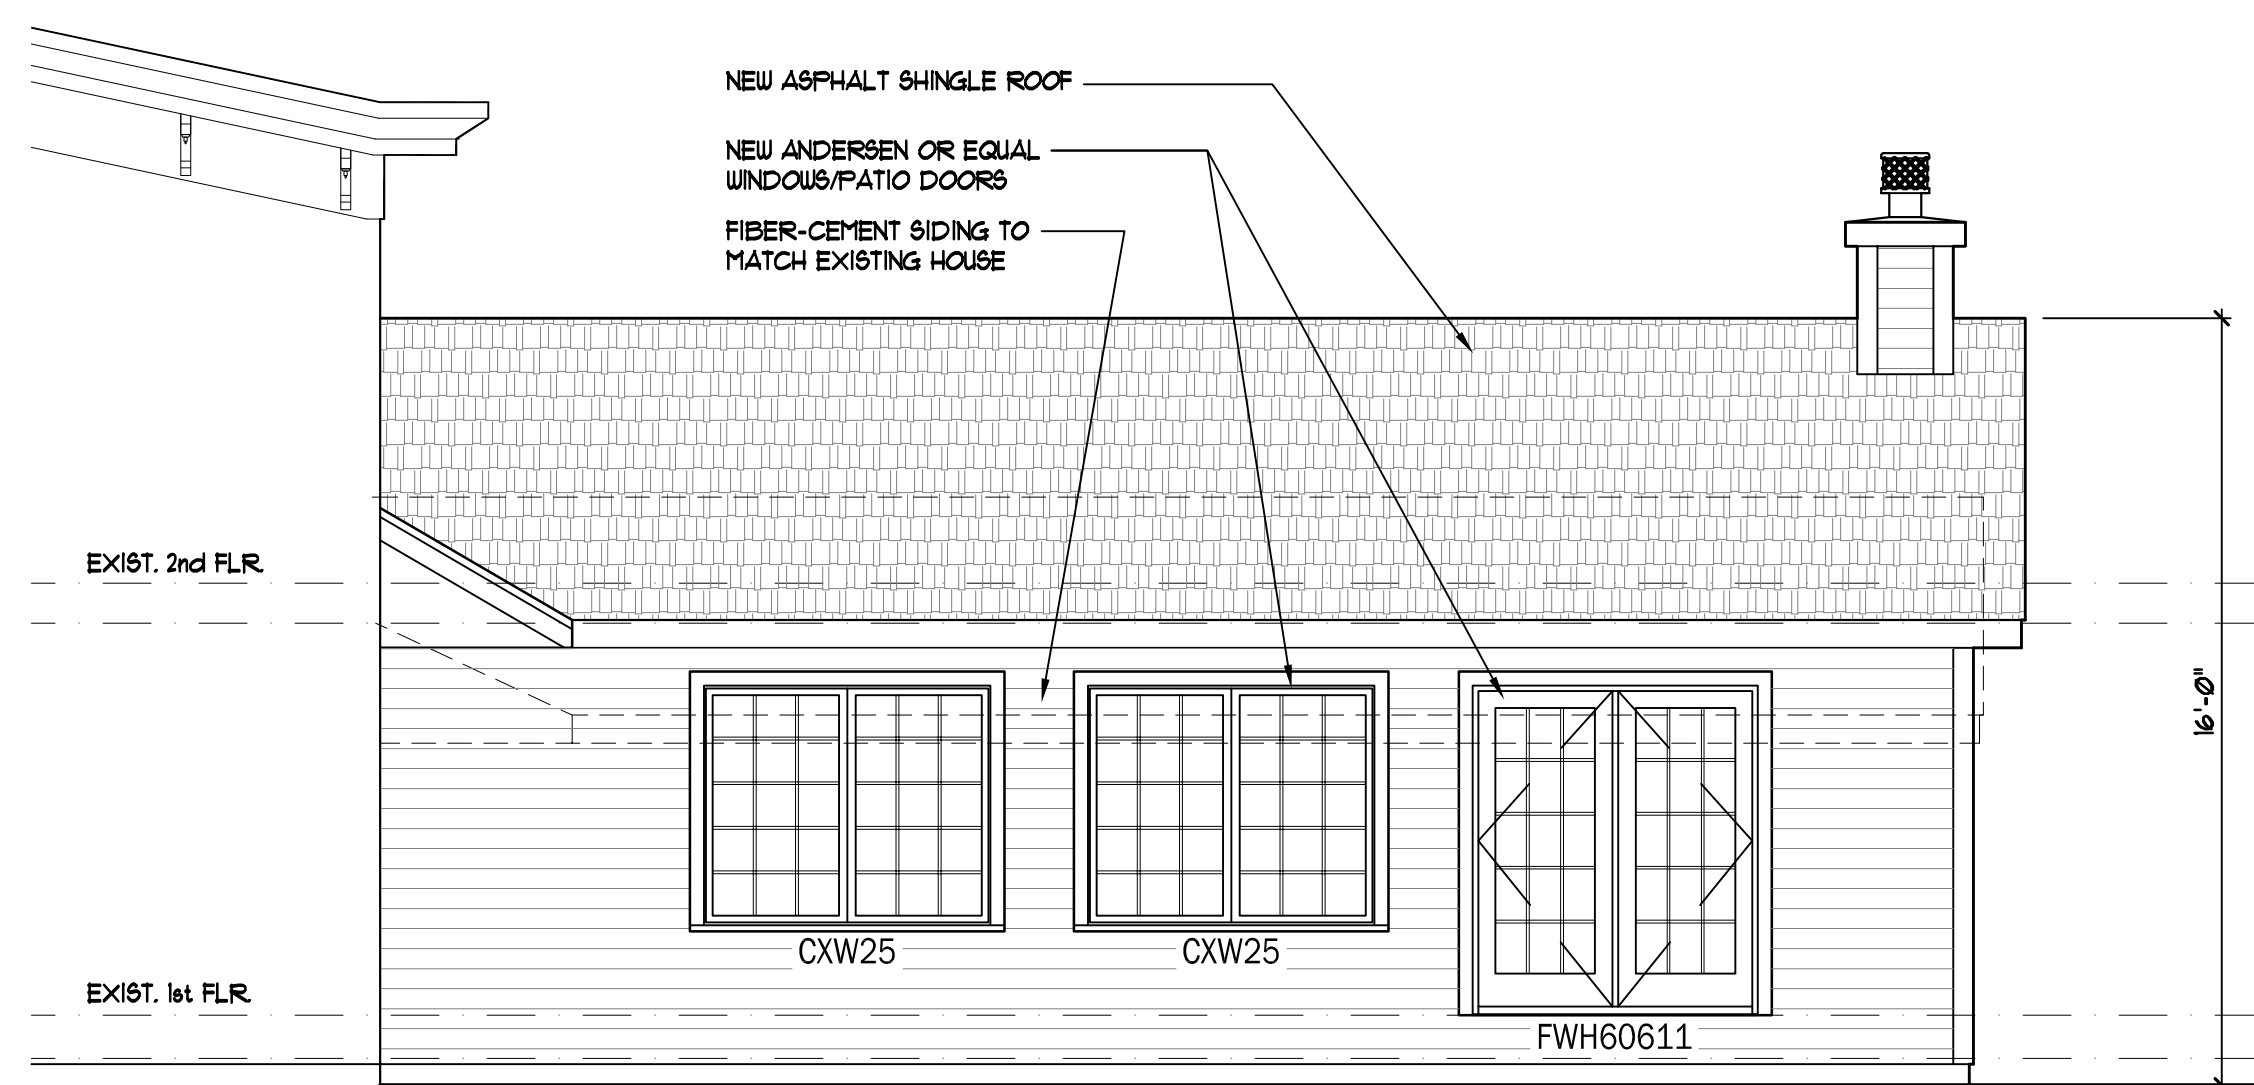 NEW ASPHALT SHINGLE ROOF
NEW ANDERSEN OR EQUAL
WINDOWS/PATIO DOORS
FIBER-CEMENT SIDING TO
MATCH EXISTING HOUSE
EXIST. 2nd FLR.
16'-0"
CXW25
CXW25
EXIST. 1st FLR.
FWH60611